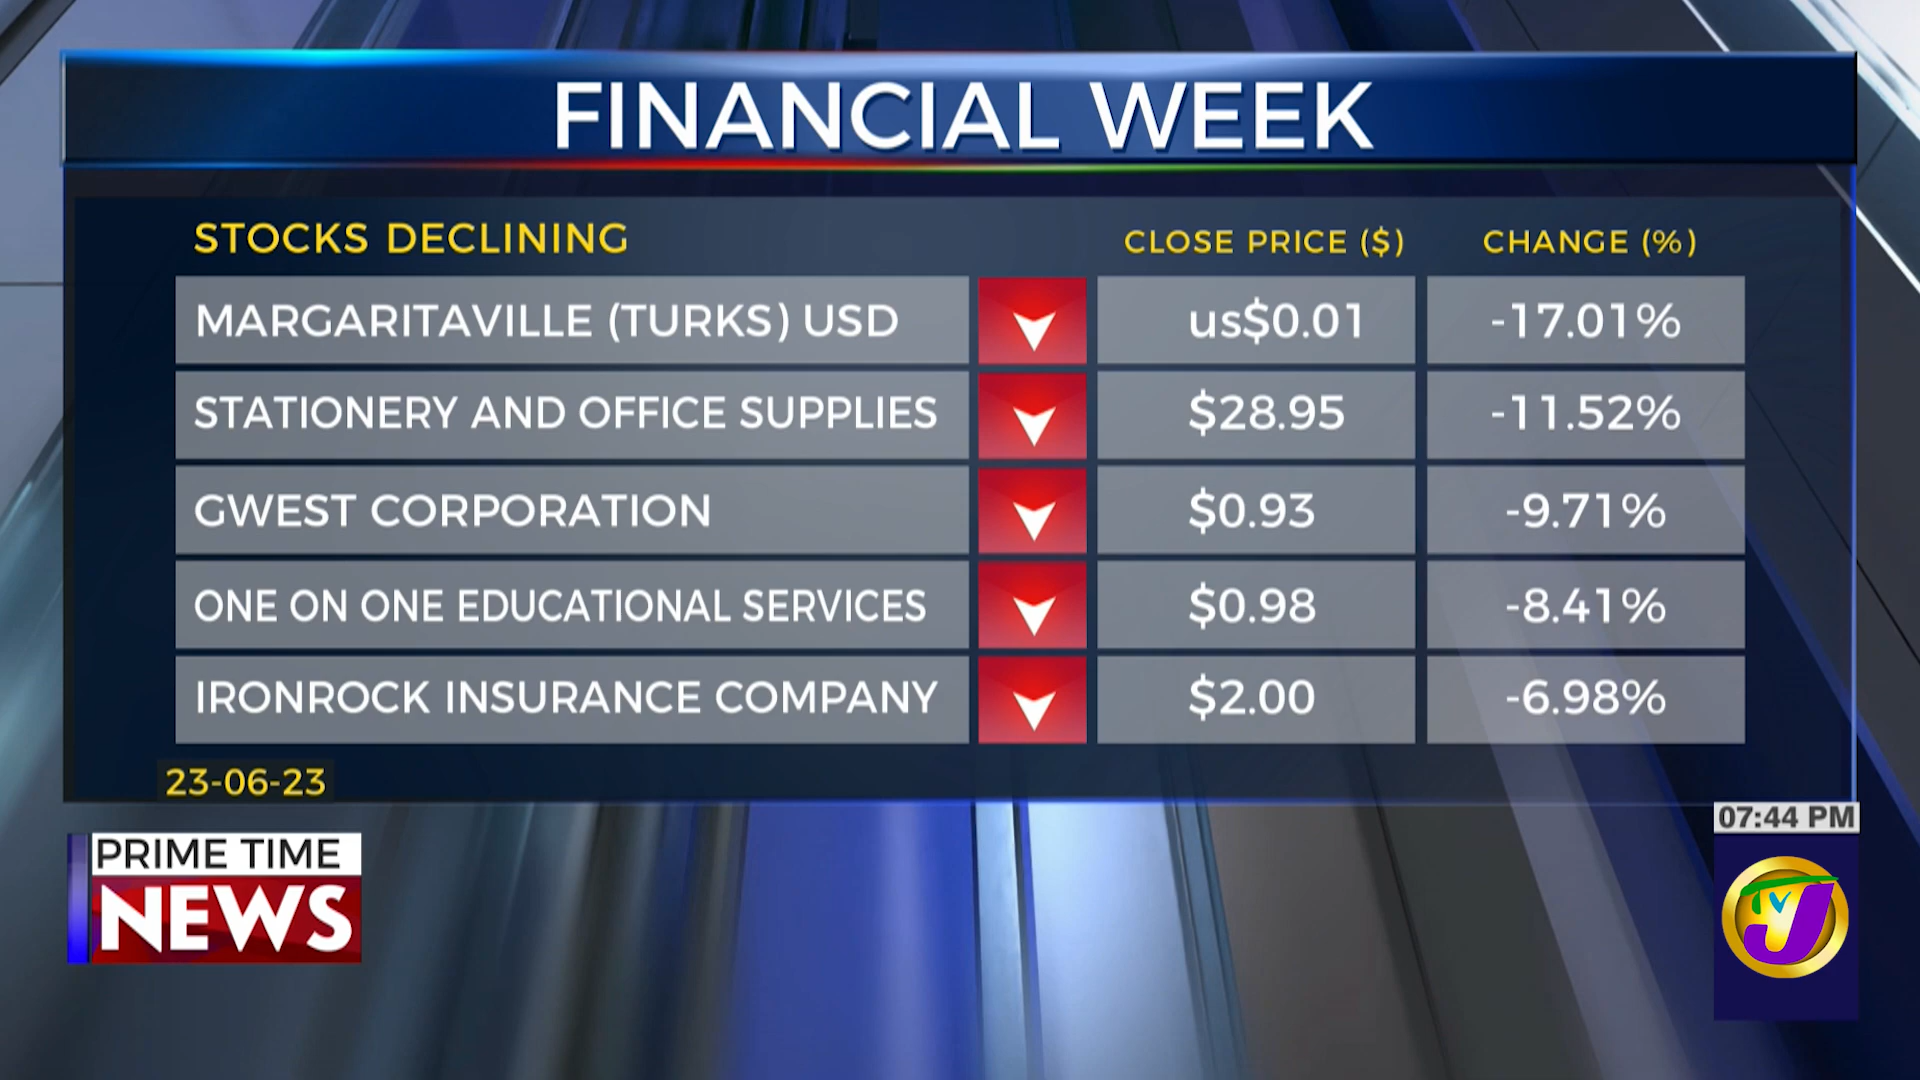 FINANCIAL WEEK
STOCKS DECLINING CLOSE PRICE ($) CHANGE (%)
MARGARITAVILLE (TURKS) USD us$0.01 -17.01%
STATIONERY AND OFFICE SUPPLIES $28.95 -11.52%
GWEST CORPORATION $0.93 -9.71%
ONE ON ONE EDUCATIONAL SERVICES $0.98 -8.41%
IRONROCK INSURANCE COMPANY $2.00 -6.98%
23-06-23
07:44 PM
PRIME TIME
NEWS
TVJ